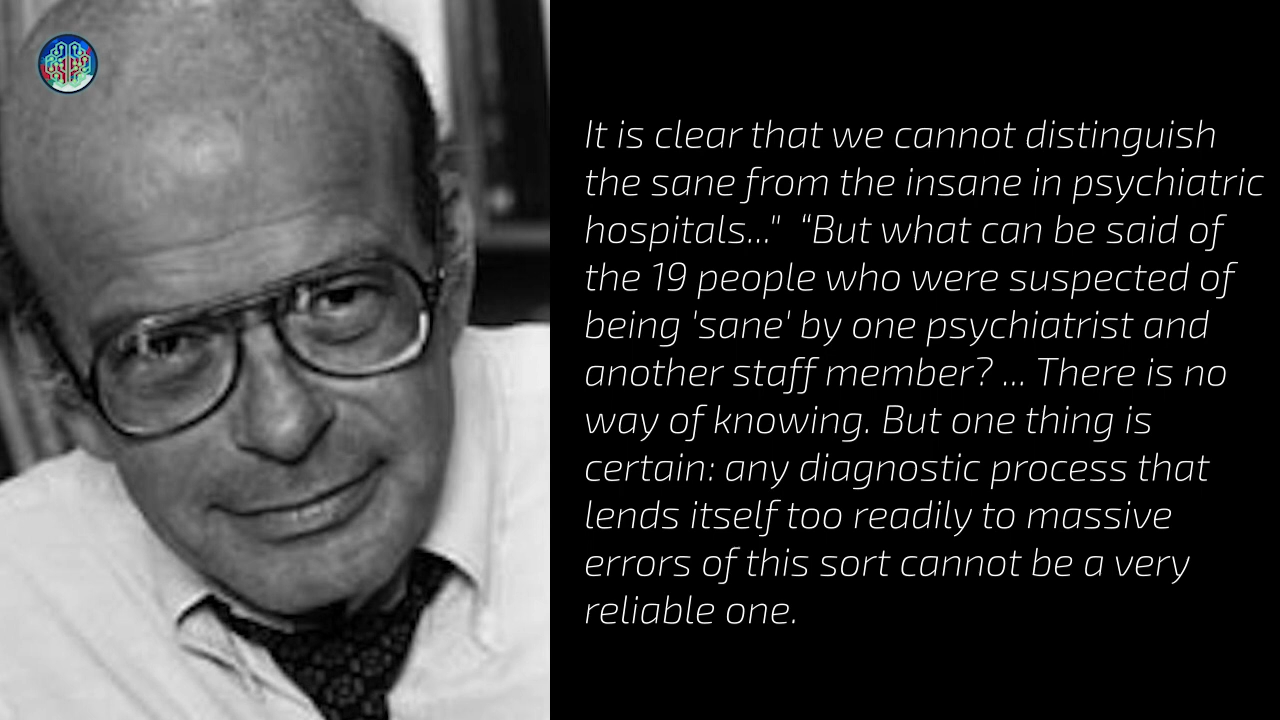 It is clear that we cannot distinguish
the sane from the insane in psychiatric
hospitals..."  “But what can be said of
the 19 people who were suspected of
being 'sane' by one psychiatrist and
another staff member? ... There is no
way of knowing. But one thing is
certain: any diagnostic process that
lends itself too readily to massive
errors of this sort cannot be a very
reliable one.